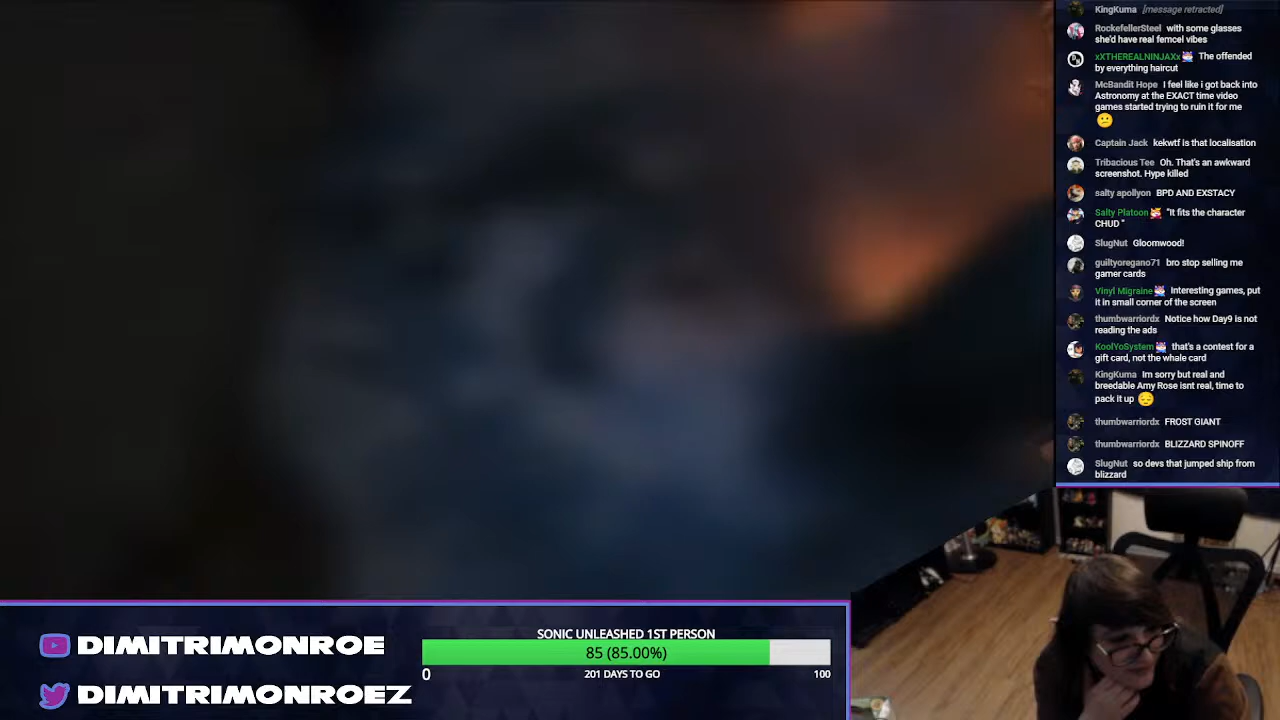 KingKuma [message retracted]
RockefellerSteel with some glasses
she'd have real femcel vibes
xXTHEREALNINJAXx The offended
by everything haircut
McBandit Hope I feel like i got back into
Astronomy at the EXACT time video
games started trying to ruin it for me
Captain Jack kekwtf is that localisation
Tribacious Tee Oh. That's an awkward
screenshot. Hype killed
salty apollyon BPD AND EXSTACY
Salty Platoon "It fits the character
CHUD "
SlugNut Gloomwood!
guiltyoregano71 bro stop selling me
gamer cards
Vinyl Migraine Interesting games, put
it in small corner of the screen
thumbwarriordx Notice how Day9 is not
reading the ads
KoolYoSystem that's a contest for a
gift card, not the whole card
KingKuma Im sorry but real and
breedable Amy Rose isnt real, time to
pack it up
thumbwarriordx FROST GIANT
thumbwarriordx BLIZZARD SPINOFF
SlugNut so devs that jumped ship from
blizzard
DIMITRIMONROE
DIMITRIMONROEZ
SONIC UNLEASHED 1ST PERSON
85 (85.00%)
0 201 DAYS TO GO 100